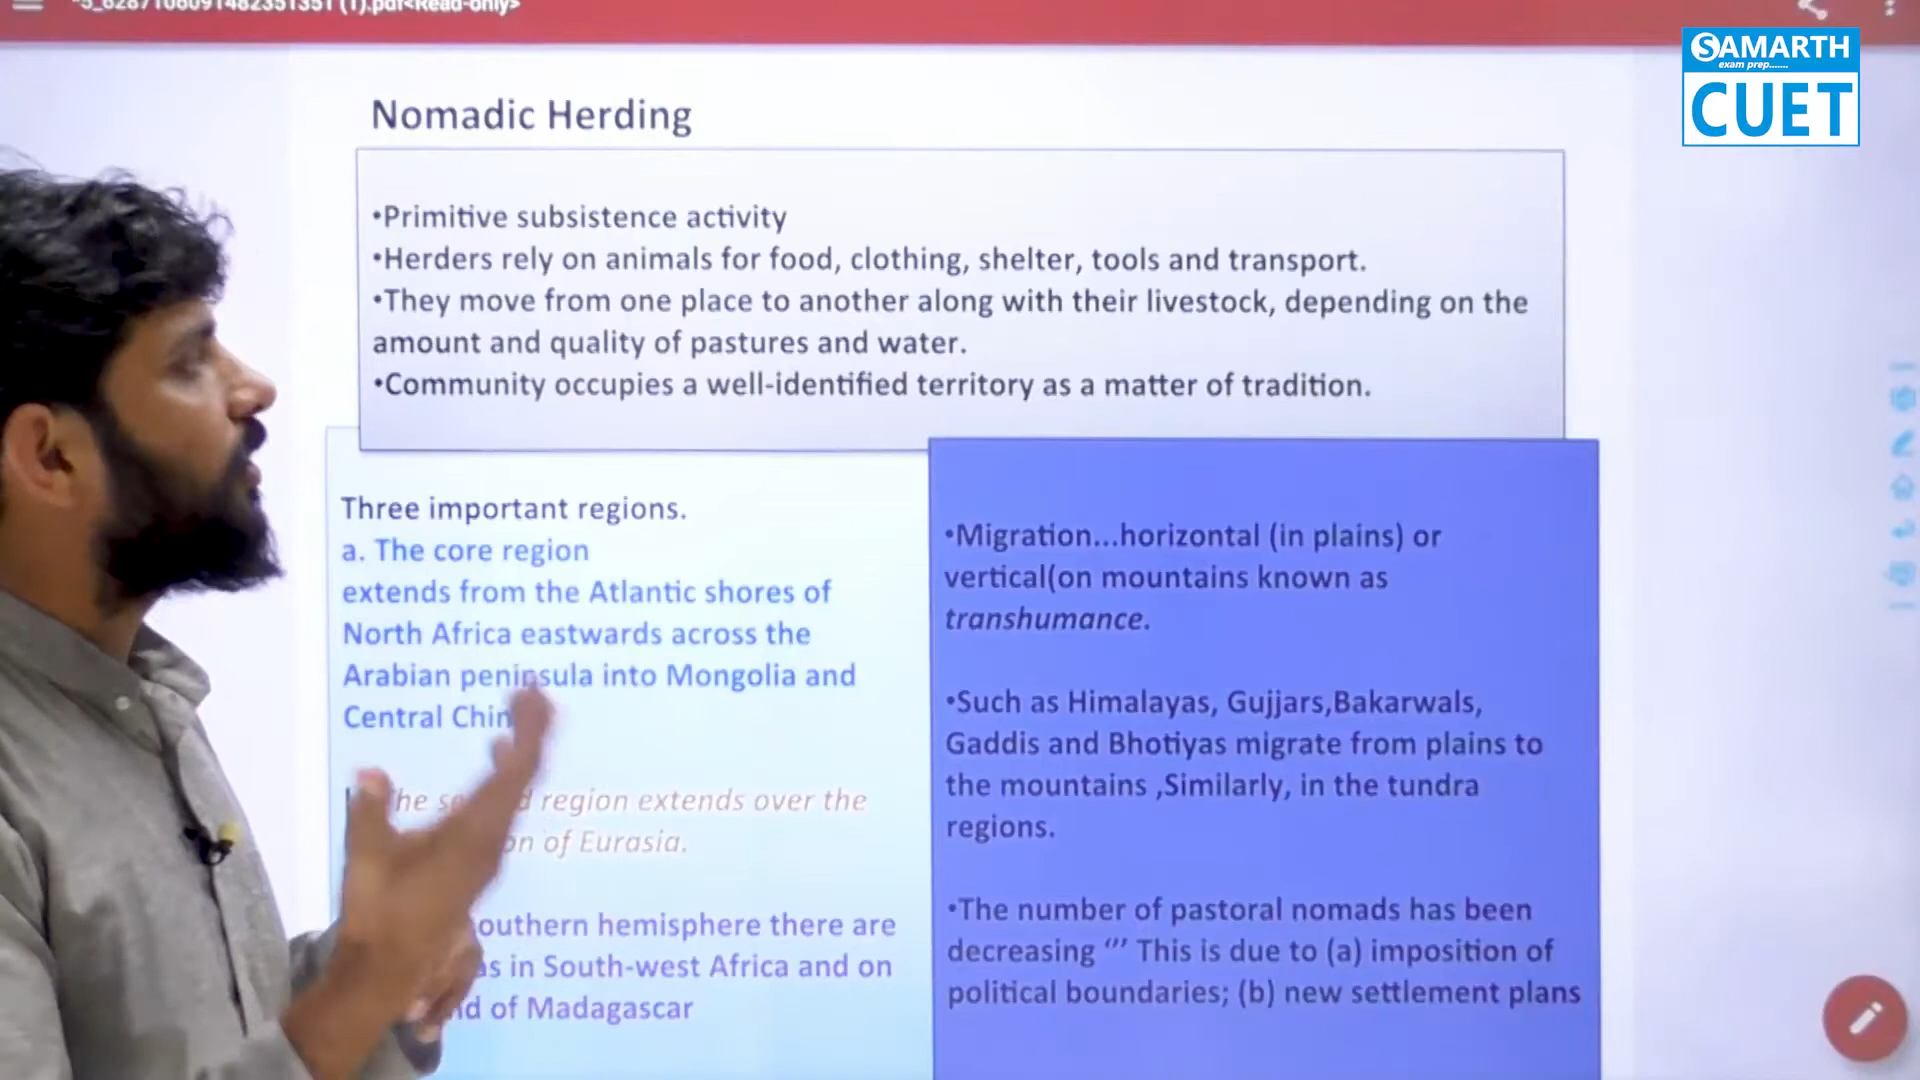 (1).pdf<Read-only>
SAMARTH
exam prep.......
CUET
Nomadic Herding
•Primitive subsistence activity
•Herders rely on animals for food, clothing, shelter, tools and transport.
•They move from one place to another along with their livestock, depending on the
amount and quality of pastures and water.
•Community occupies a well-identified territory as a matter of tradition.
Three important regions.
a. The core region
extends from the Atlantic shores of
North Africa eastwards across the
Arabian peninsula into Mongolia and
Central Chin
region extends over the
of Eurasia.
outhern hemisphere there are
as in South-west Africa and on
of Madagascar
•Migration...horizontal (in plains) or
vertical(on mountains known as
transhumance.
•Such as Himalayas, Gujjars,Bakarwals,
Gaddis and Bhotiyas migrate from plains to
the mountains ,Similarly, in the tundra
regions.
•The number of pastoral nomads has been
decreasing “’ This is due to (a) imposition of
political boundaries; (b) new settlement plans